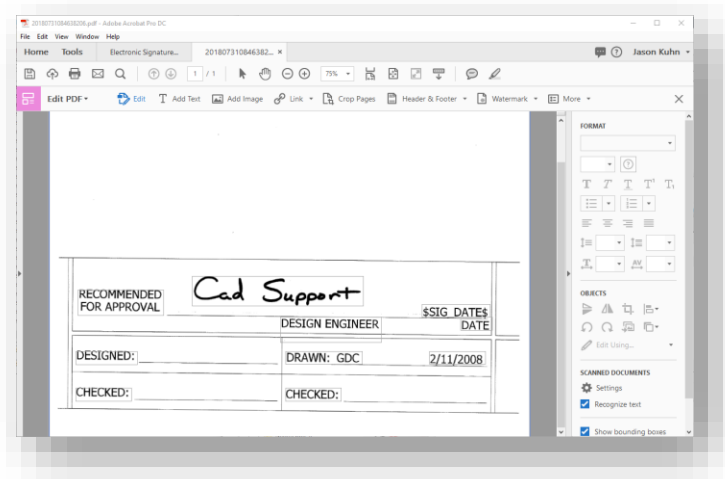 201807310846382​08.pdf - Adobe Acrobat Pro DC
File Edit View Window Help
Home Tools Electronic Signature... 201807310846382... ×
Jason Kuhn
1 / 1 75%
Edit PDF Edit Add Text Add Image Link Crop Pages Header & Footer Watermark More
FORMAT
OBJECTS
Edit Using...
SCANNED DOCUMENTS
Settings
Recognize text
Show bounding boxes
Cad Support
RECOMMENDED
FOR APPROVAL
$SIG_DATE$
DESIGN ENGINEER DATE
DESIGNED: DRAWN: GDC 2/11/2008
CHECKED: CHECKED: